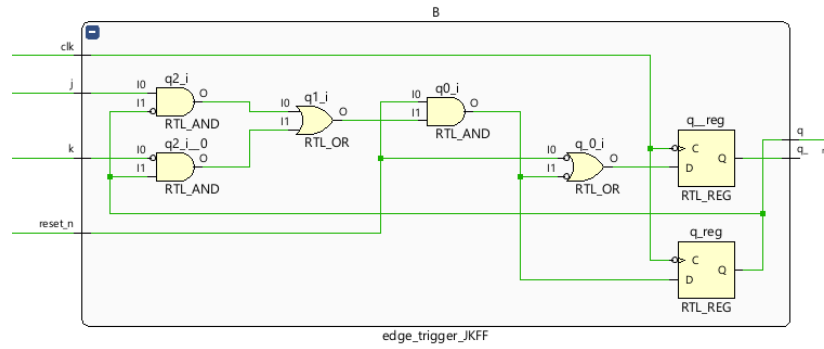 B
clk
j
k
reset_n
q2_i
I0
I1
O
RTL_AND
q2_i__0
I0
I1
O
RTL_AND
q1_i
I0
I1
O
RTL_OR
q0_i
I0
I1
O
RTL_AND
q_0_i
I0
I1
O
RTL_OR
q__reg
C
D
Q
RTL_REG
q_reg
C
D
Q
RTL_REG
q
q_
edge_trigger_JKFF